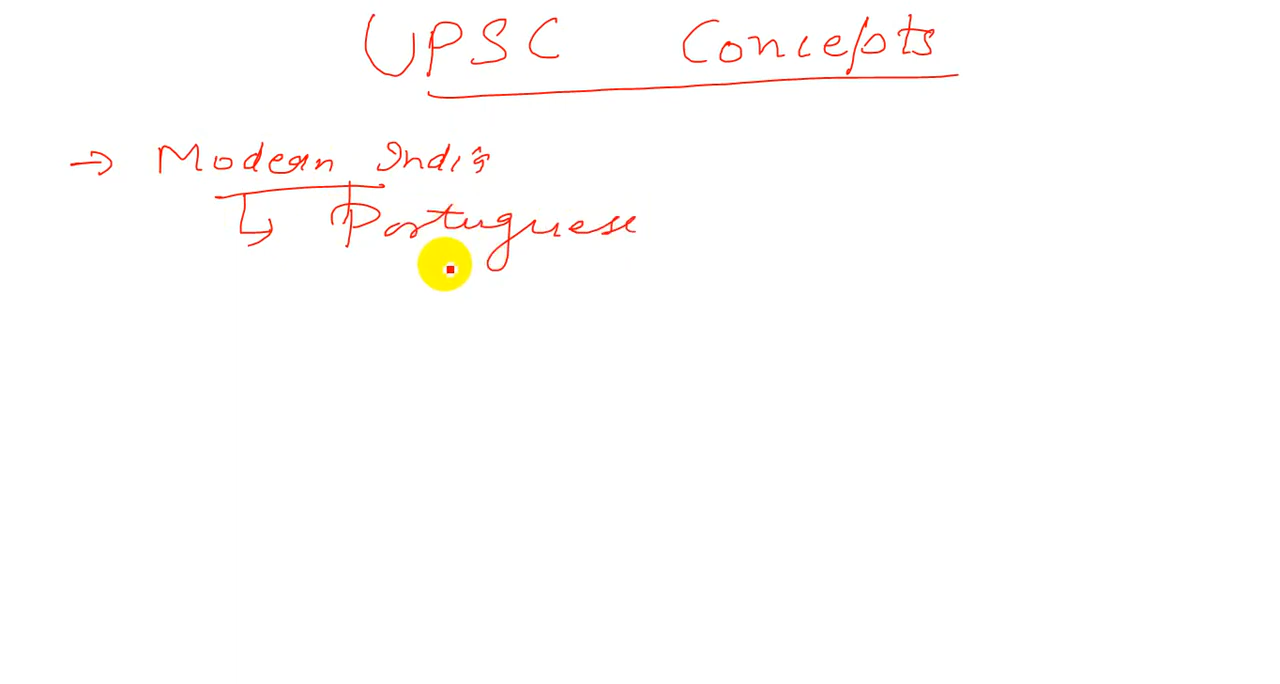 UPSC Concepts
→ Modern India
↳ Portuguese